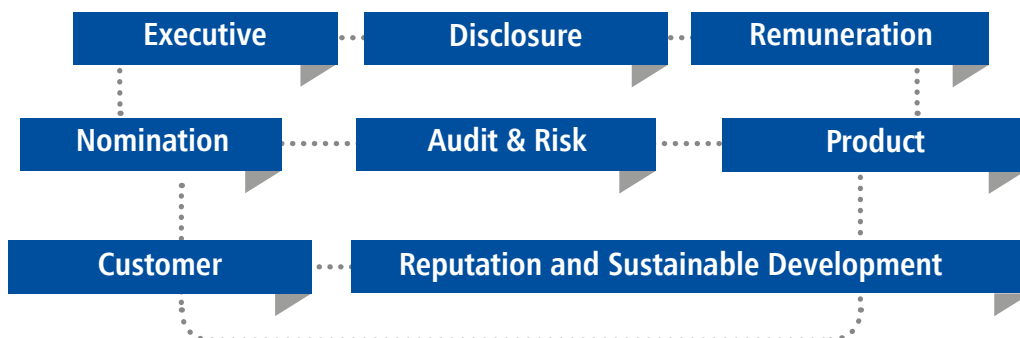 Executive
Disclosure
Remuneration
Nomination
Audit & Risk
Product
Customer
Reputation and Sustainable Development